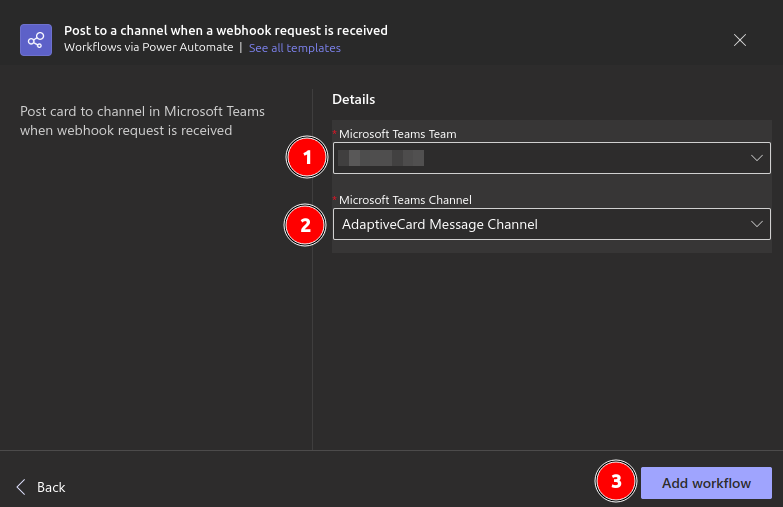 Post to a channel when a webhook request is received
Workflows via Power Automate | See all templates
Post card to channel in Microsoft Teams
when webhook request is received
Details
* Microsoft Teams Team
1
* Microsoft Teams Channel
2
AdaptiveCard Message Channel
Back
3
Add workflow